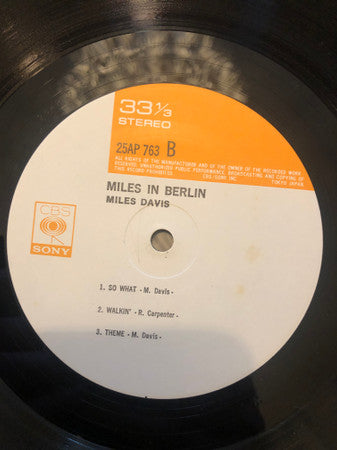 33 1/3
STEREO
25AP 763 B
ALL RIGHTS OF THE MANUFACTURER AND OF THE OWNER OF THE RECORDED WORK
RESERVED. UNAUTHORIZED PUBLIC PERFORMANCE, BROADCASTING AND COPYING OF
THIS RECORD PROHIBITED. CBS/SONY INC. TOKYO JAPAN.
MILES IN BERLIN
MILES DAVIS
CBS
SONY
1. SO WHAT - M. Davis -
2. WALKIN' - R. Carpenter -
3. THEME - M. Davis -